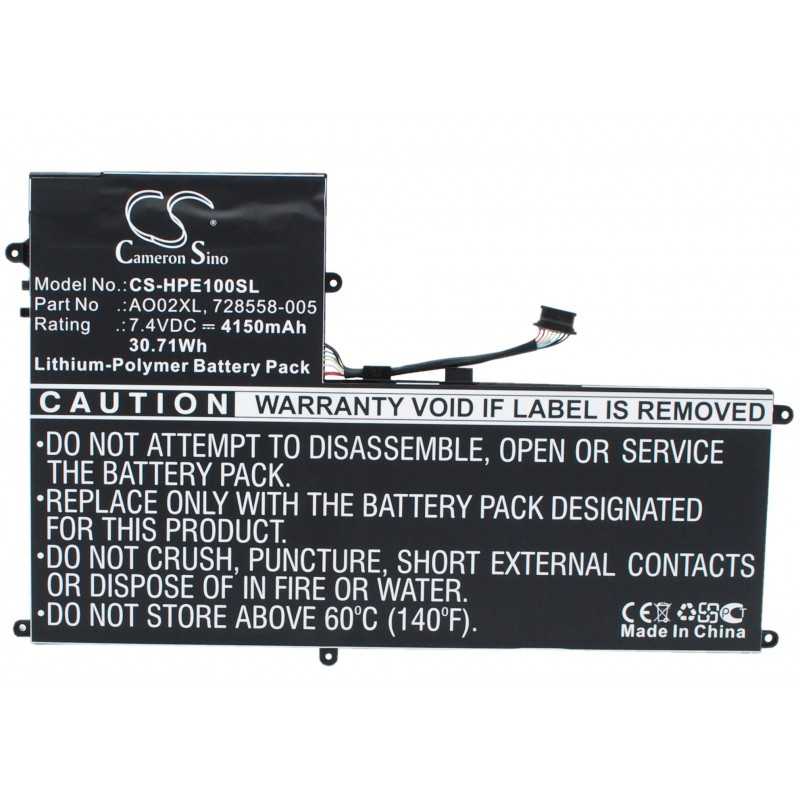 CS
®
Cameron Sino
Model No.: CS-HPE100SL
Part No : AO02XL, 728558-005
Rating : 7.4VDC ⎓ 4150mAh
30.71Wh
Lithium-Polymer Battery Pack
CAUTION WARRANTY VOID IF LABEL IS REMOVED
•DO NOT ATTEMPT TO DISASSEMBLE, OPEN OR SERVICE
THE BATTERY PACK.
•REPLACE ONLY WITH THE BATTERY PACK DESIGNATED
FOR THIS PRODUCT.
•DO NOT CRUSH, PUNCTURE, SHORT EXTERNAL CONTACTS
OR DISPOSE OF IN FIRE OR WATER.
•DO NOT STORE ABOVE 60°C (140°F).
CE PCT
Made In China